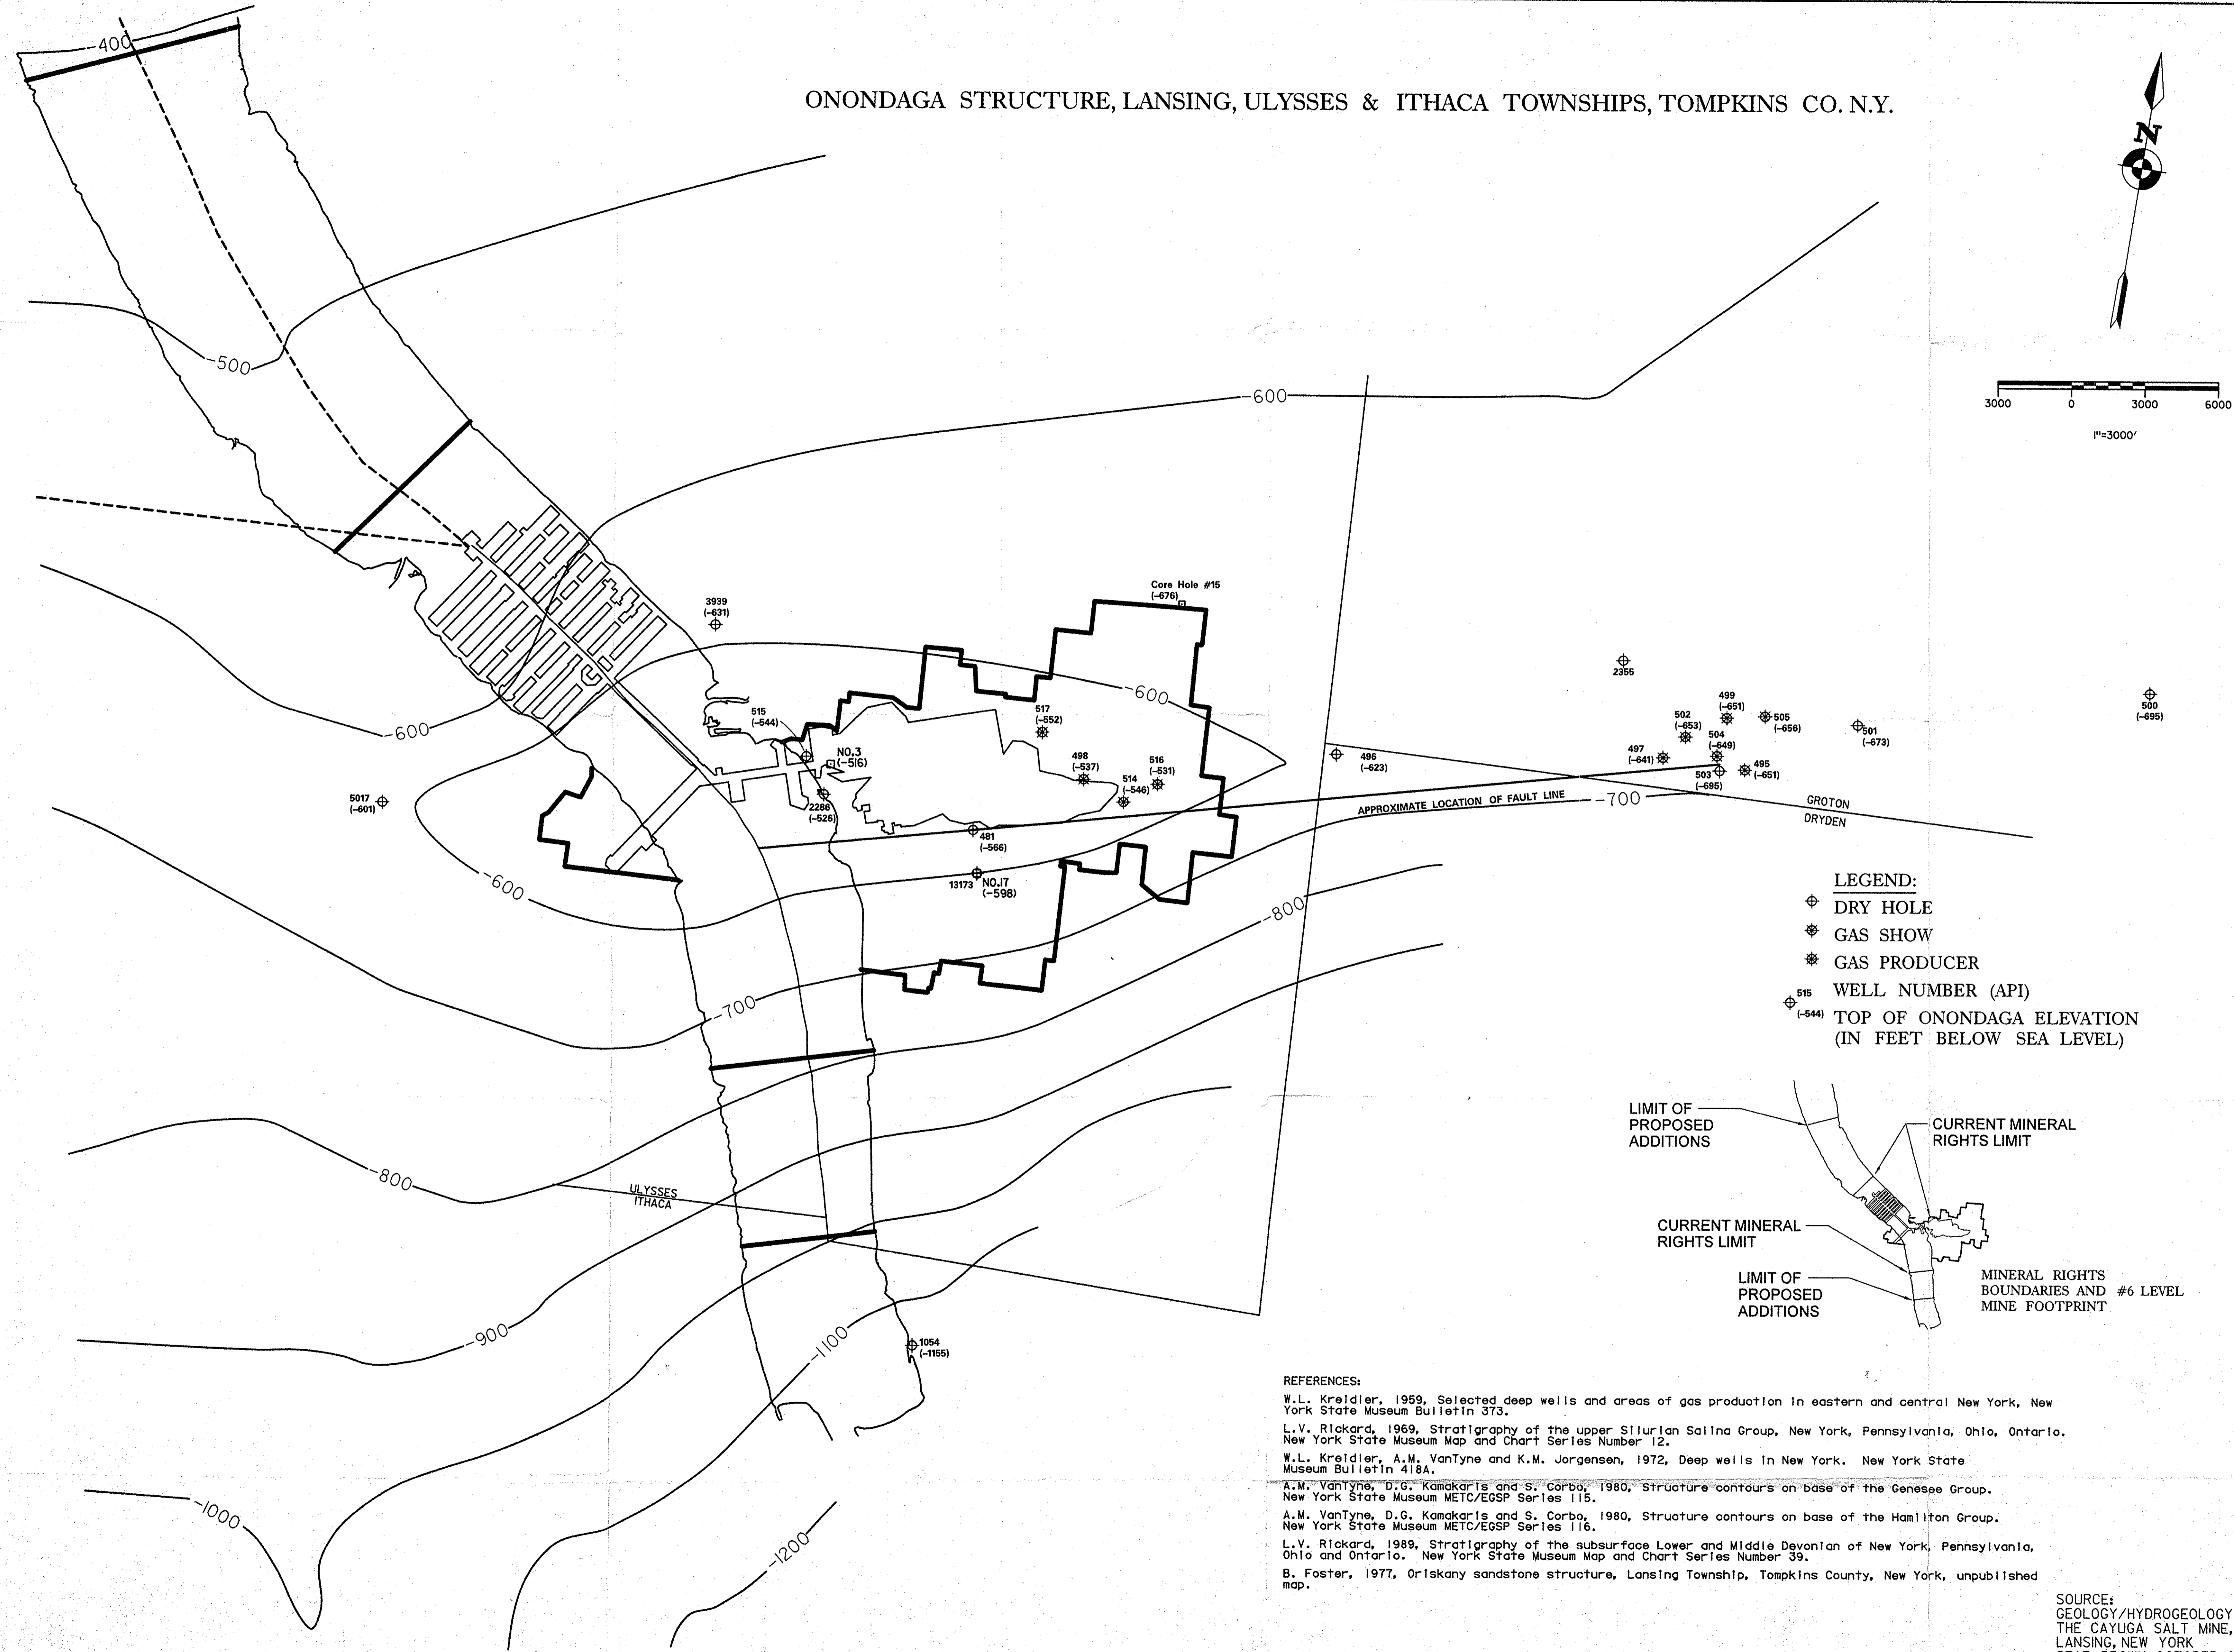 ONONDAGA STRUCTURE, LANSING, ULYSSES & ITHACA TOWNSHIPS, TOMPKINS CO. N.Y.
N
3000 0 3000 6000
1"=3000'
-400
-500
-600
Core Hole #15
(-676)
3939
(-631)
-600
-600
515
(-544)
NO.3
(-516)
2286
(-526)
517
(-552)
498
(-537)
516
(-531)
514
(-546)
481
(-566)
13173
NO.17
(-598)
5017
(-601)
-600
496
(-623)
2355
499
(-651)
502
(-653)
505
(-656)
504
(-649)
497
(-641)
503
(-695)
495
(-651)
501
(-673)
500
(-695)
APPROXIMATE LOCATION OF FAULT LINE
-700
GROTON
DRYDEN
-800
-700
-800
ULYSSES
ITHACA
-900
-1100
1054
(-1155)
-1000
-1200
LEGEND:
DRY HOLE
GAS SHOW
GAS PRODUCER
515 WELL NUMBER (API)
(-544) TOP OF ONONDAGA ELEVATION
(IN FEET BELOW SEA LEVEL)
LIMIT OF
PROPOSED
ADDITIONS
CURRENT MINERAL
RIGHTS LIMIT
CURRENT MINERAL
RIGHTS LIMIT
LIMIT OF
PROPOSED
ADDITIONS
MINERAL RIGHTS
BOUNDARIES AND #6 LEVEL
MINE FOOTPRINT
REFERENCES:
W.L. Kreidler, 1959, Selected deep wells and areas of gas production in eastern and central New York, New
York State Museum Bulletin 373.
L.V. Rickard, 1969, Stratigraphy of the upper Silurian Salina Group, New York, Pennsylvania, Ohio, Ontario.
New York State Museum Map and Chart Series Number 12.
W.L. Kreidler, A.M. VanTyne and K.M. Jorgensen, 1972, Deep wells in New York. New York State
Museum Bulletin 418A.
A.M. VanTyne, D.G. Kamakaris and S. Corbo, 1980, Structure contours on base of the Genesee Group.
New York State Museum METC/EGSP Series 115.
A.M. VanTyne, D.G. Kamakaris and S. Corbo, 1980, Structure contours on base of the Hamilton Group.
New York State Museum METC/EGSP Series 116.
L.V. Rickard, 1989, Stratigraphy of the subsurface Lower and Middle Devonian of New York, Pennsylvania,
Ohio and Ontario. New York State Museum Map and Chart Series Number 39.
B. Foster, 1977, Oriskany sandstone structure, Lansing Township, Tompkins County, New York, unpublished
map.
SOURCE:
GEOLOGY/HYDROGEOLOGY
THE CAYUGA SALT MINE,
LANSING, NEW YORK